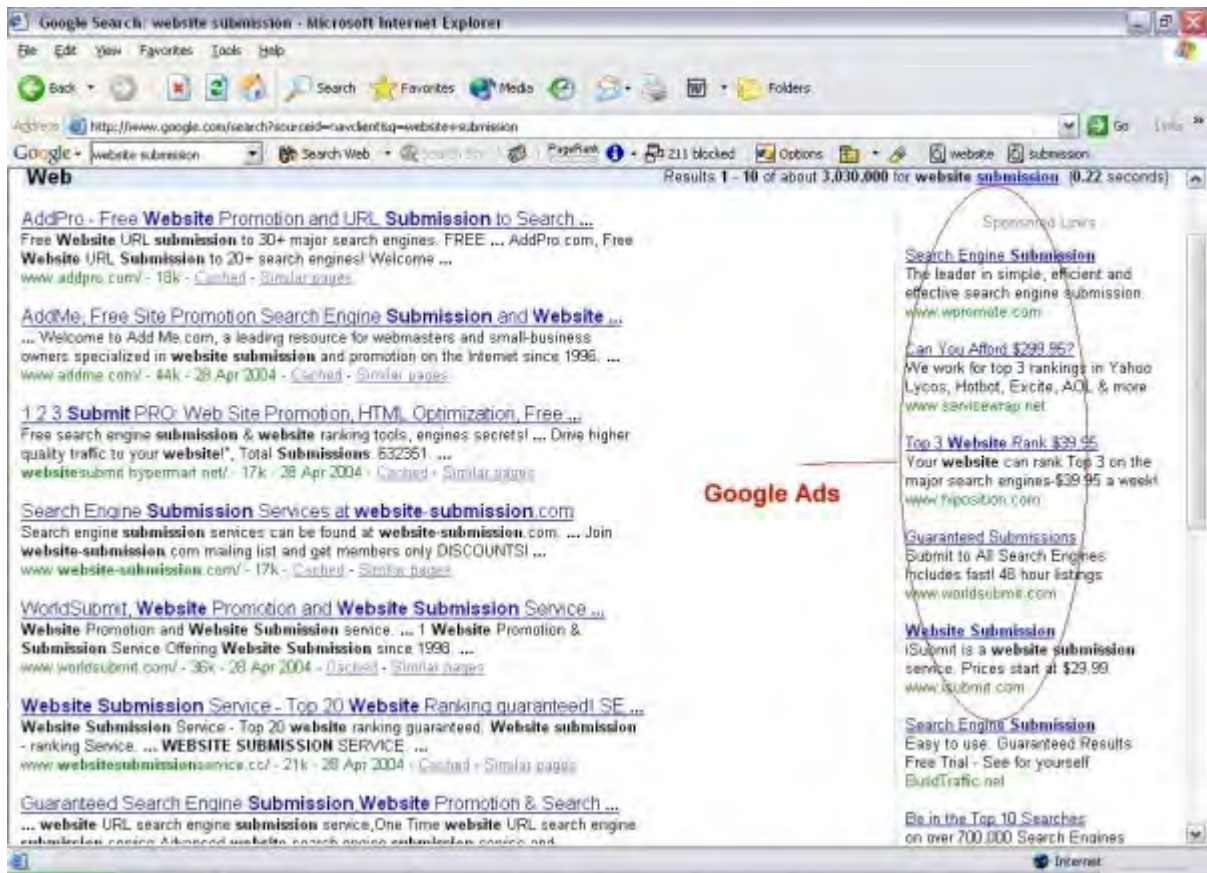 Google Search: website submission - Microsoft Internet Explorer
File Edit View Favorites Tools Help
Back Search Favorites Media Folders
Address http://www.google.com/search?sourceid=navclient&q=website+submission Go Links »
Google website submission Search Web PageRank 211 blocked Options website submission
Web Results 1 - 10 of about 3,030,000 for website submission. (0.22 seconds)
AddPro - Free Website Promotion and URL Submission to Search ...
Free Website URL submission to 30+ major search engines. FREE ... AddPro.com, Free
Website URL Submission to 20+ search engines! Welcome ...
www.addpro.com/ - 18k - Cached - Similar pages
AddMe, Free Site Promotion Search Engine Submission and Website ...
... Welcome to Add Me.com, a leading resource for webmasters and small-business
owners specialized in website submission and promotion on the Internet since 1996. ...
www.addme.com/ - 44k - 28 Apr 2004 - Cached - Similar pages
1 2 3 Submit PRO: Web Site Promotion, HTML Optimization, Free ...
Free search engine submission & website ranking tools, engines secrets! ... Drive higher
quality traffic to your website!", Total Submissions: 632351. ...
websitesubmit.hypermart.net/ - 17k - 28 Apr 2004 - Cached - Similar pages
Search Engine Submission Services at website-submission.com
Search engine submission services can be found at website-submission.com. ... Join
website-submission.com mailing list and get members only DISCOUNTS! ...
www.website-submission.com/ - 17k - Cached - Similar pages
WorldSubmit, Website Promotion and Website Submission Service ...
Website Promotion and Website Submission service. ... 1 Website Promotion &
Submission Service Offering Website Submission since 1998. ...
www.worldsubmit.com/ - 36k - 28 Apr 2004 - Cached - Similar pages
Website Submission Service - Top 20 Website Ranking guaranteed! SE ...
Website Submission Service - Top 20 website ranking guaranteed. Website submission
- ranking Service. ... WEBSITE SUBMISSION SERVICE. ...
www.websitesubmissionservice.cc/ - 21k - 28 Apr 2004 - Cached - Similar pages
Guaranteed Search Engine Submission,Website Promotion & Search ...
... website URL search engine submission service,One Time website URL search engine
submission service Advanced website search engine submission service and
Google Ads
Sponsored Links
Search Engine Submission
The leader in simple, efficient and
effective search engine submission.
www.wpromote.com
Can You Afford $299.95?
We work for top 3 rankings in Yahoo
Lycos, Hotbot, Excite, AOL & more
www.servicewrap.net
Top 3 Website Rank $39.95
Your website can rank Top 3 on the
major search engines-$39.95 a week!
www.hiposition.com
Guaranteed Submissions
Submit to All Search Engines
Includes fast! 48 hour listings
www.worldsubmit.com
Website Submission
iSubmit is a website submission
service. Prices start at $29.99.
www.isubmit.com
Search Engine Submission
Easy to use. Guaranteed Results
Free Trial - See for yourself
BuildTraffic.net
Be in the Top 10 Searches
on over 700,000 Search Engines
Internet